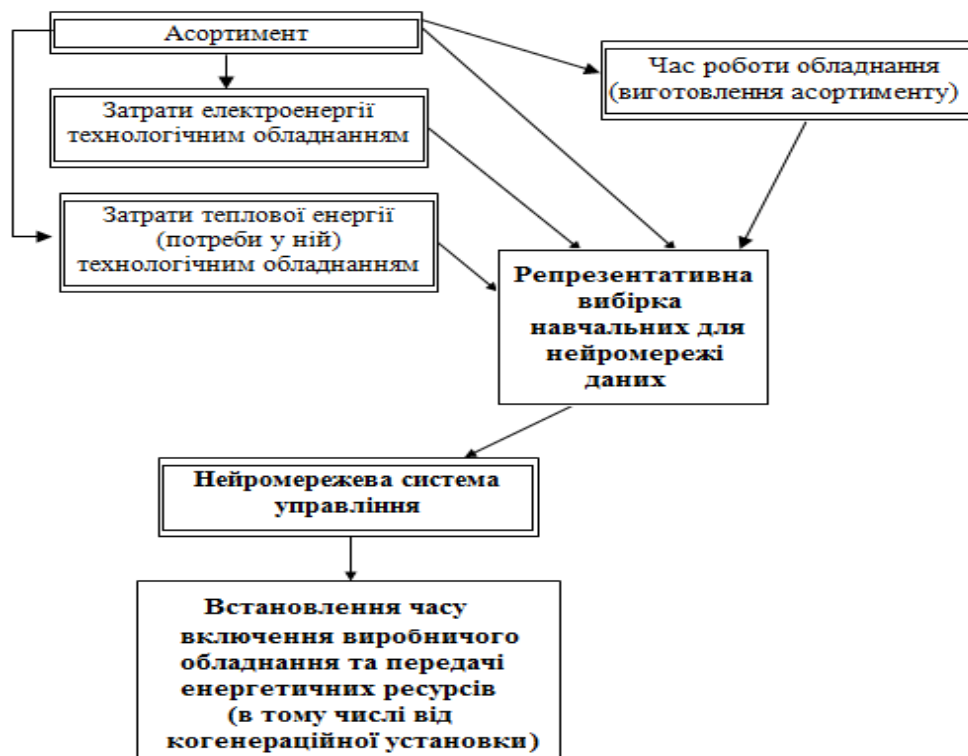 Асортимент
Час роботи обладнання
(виготовлення асортименту)
Затрати електроенергії
технологічним обладнанням
Затрати теплової енергії
(потреби у ній)
технологічним обладнанням
Репрезентативна
вибірка
навчальних для
нейромережі
даних
Нейромережева система
управління
Встановлення часу
включення виробничого
обладнання та передачі
енергетичних ресурсів
(в тому числі від
когенераційної установки)